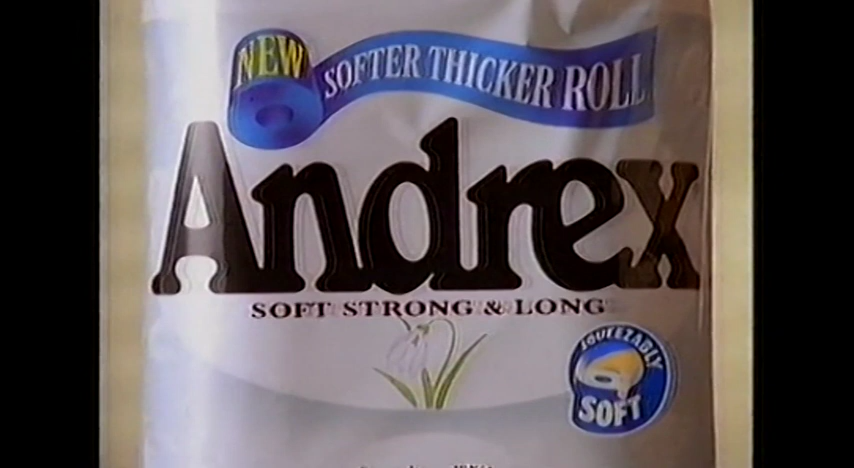 NEW
SOFTER THICKER ROLL
Andrex
SOFT STRONG & LONG
SQUEEZABLY
SOFT